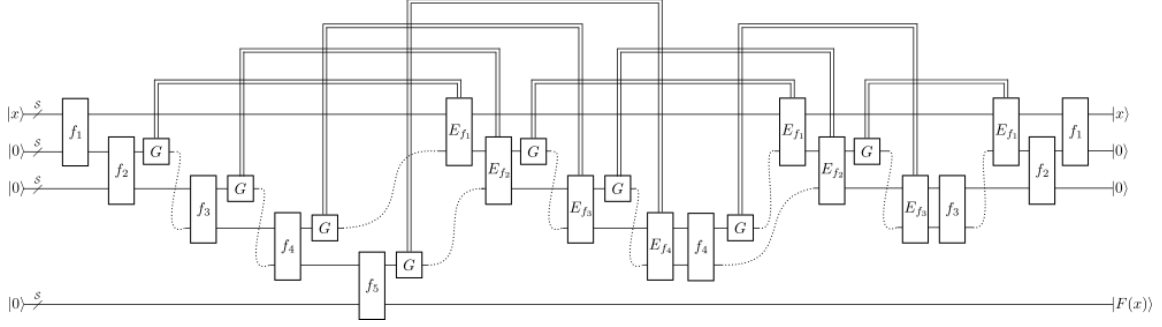 |x⟩ S f₁ E_{f₁} E_{f₁} E_{f₁} f₁ |x⟩
|0⟩ S f₂ G E_{f₂} G E_{f₂} G f₂ |0⟩
|0⟩ S f₃ G E_{f₃} G E_{f₃} f₃ |0⟩
f₄ G E_{f₄} f₄ G
f₅ G
|0⟩ S |F(x)⟩